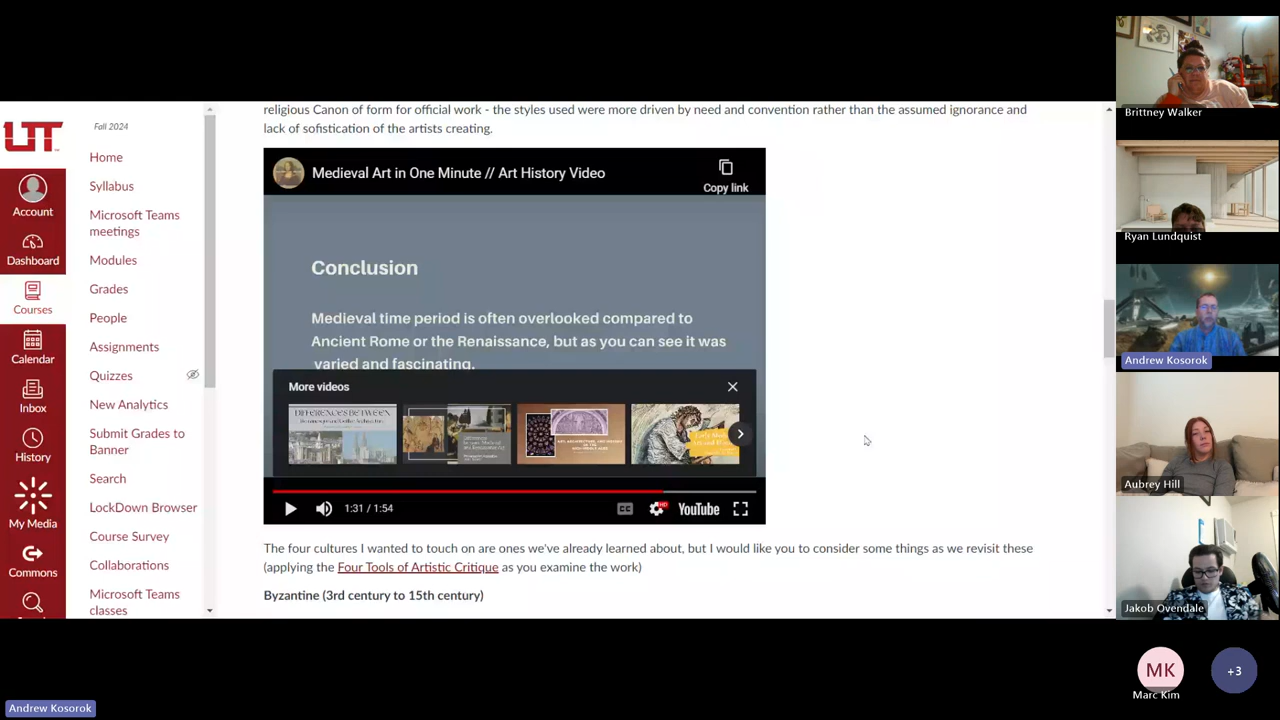 religious Canon of form for official work - the styles used were more driven by need and convention rather than the assumed ignorance and
lack of sofistication of the artists creating.
UT
Fall 2024
Home
Syllabus
Microsoft Teams
meetings
Modules
Grades
People
Assignments
Quizzes
New Analytics
Submit Grades to
Banner
Search
LockDown Browser
Course Survey
Collaborations
Microsoft Teams
classes
Account
Dashboard
Courses
Calendar
Inbox
History
My Media
Commons
Medieval Art in One Minute // Art History Video
Copy link
Conclusion
Medieval time period is often overlooked compared to
Ancient Rome or the Renaissance, but as you can see it was
varied and fascinating.
More videos
DIFFERENCES BETWEEN
1:31 / 1:54
CC
HD
YouTube
The four cultures I wanted to touch on are ones we've already learned about, but I would like you to consider some things as we revisit these
(applying the Four Tools of Artistic Critique as you examine the work)
Byzantine (3rd century to 15th century)
Brittney Walker
Ryan Lundquist
Andrew Kosorok
Aubrey Hill
Jakob Ovendale
MK
Marc Kim
+3
Andrew Kosorok